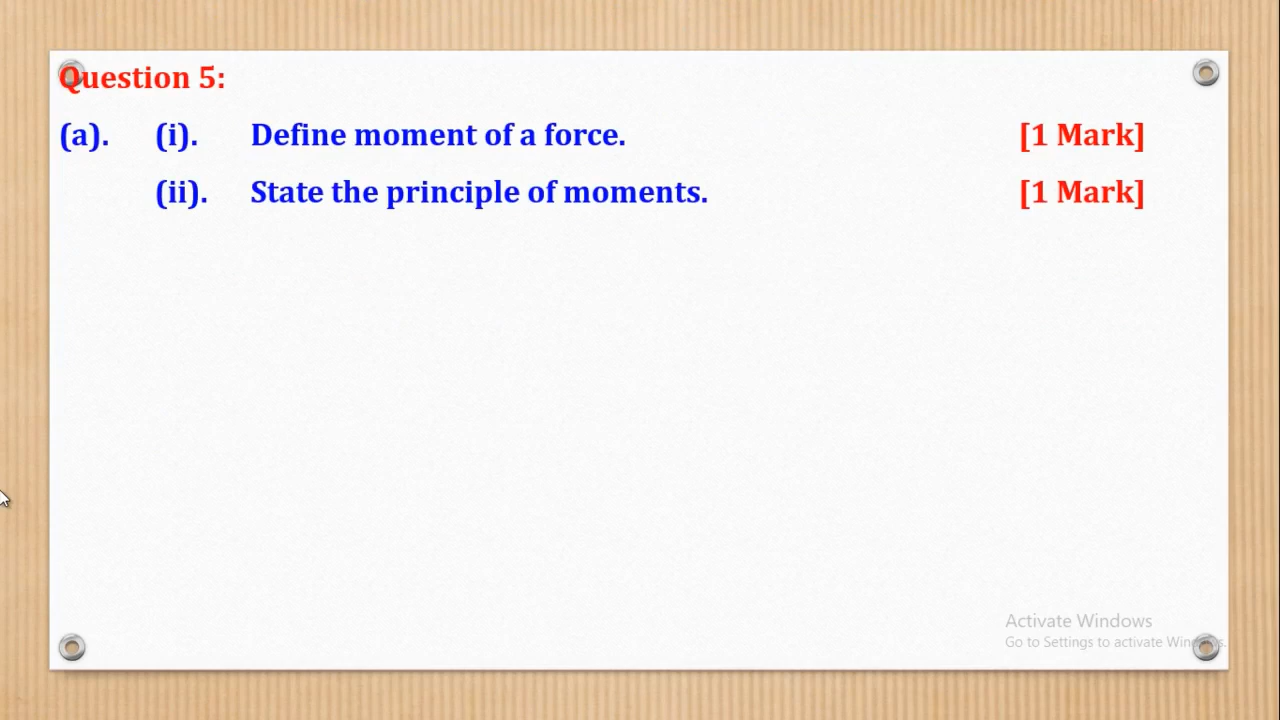 Question 5:
(a). (i). Define moment of a force. [1 Mark]
(ii). State the principle of moments. [1 Mark]
Activate Windows
Go to Settings to activate Windows.